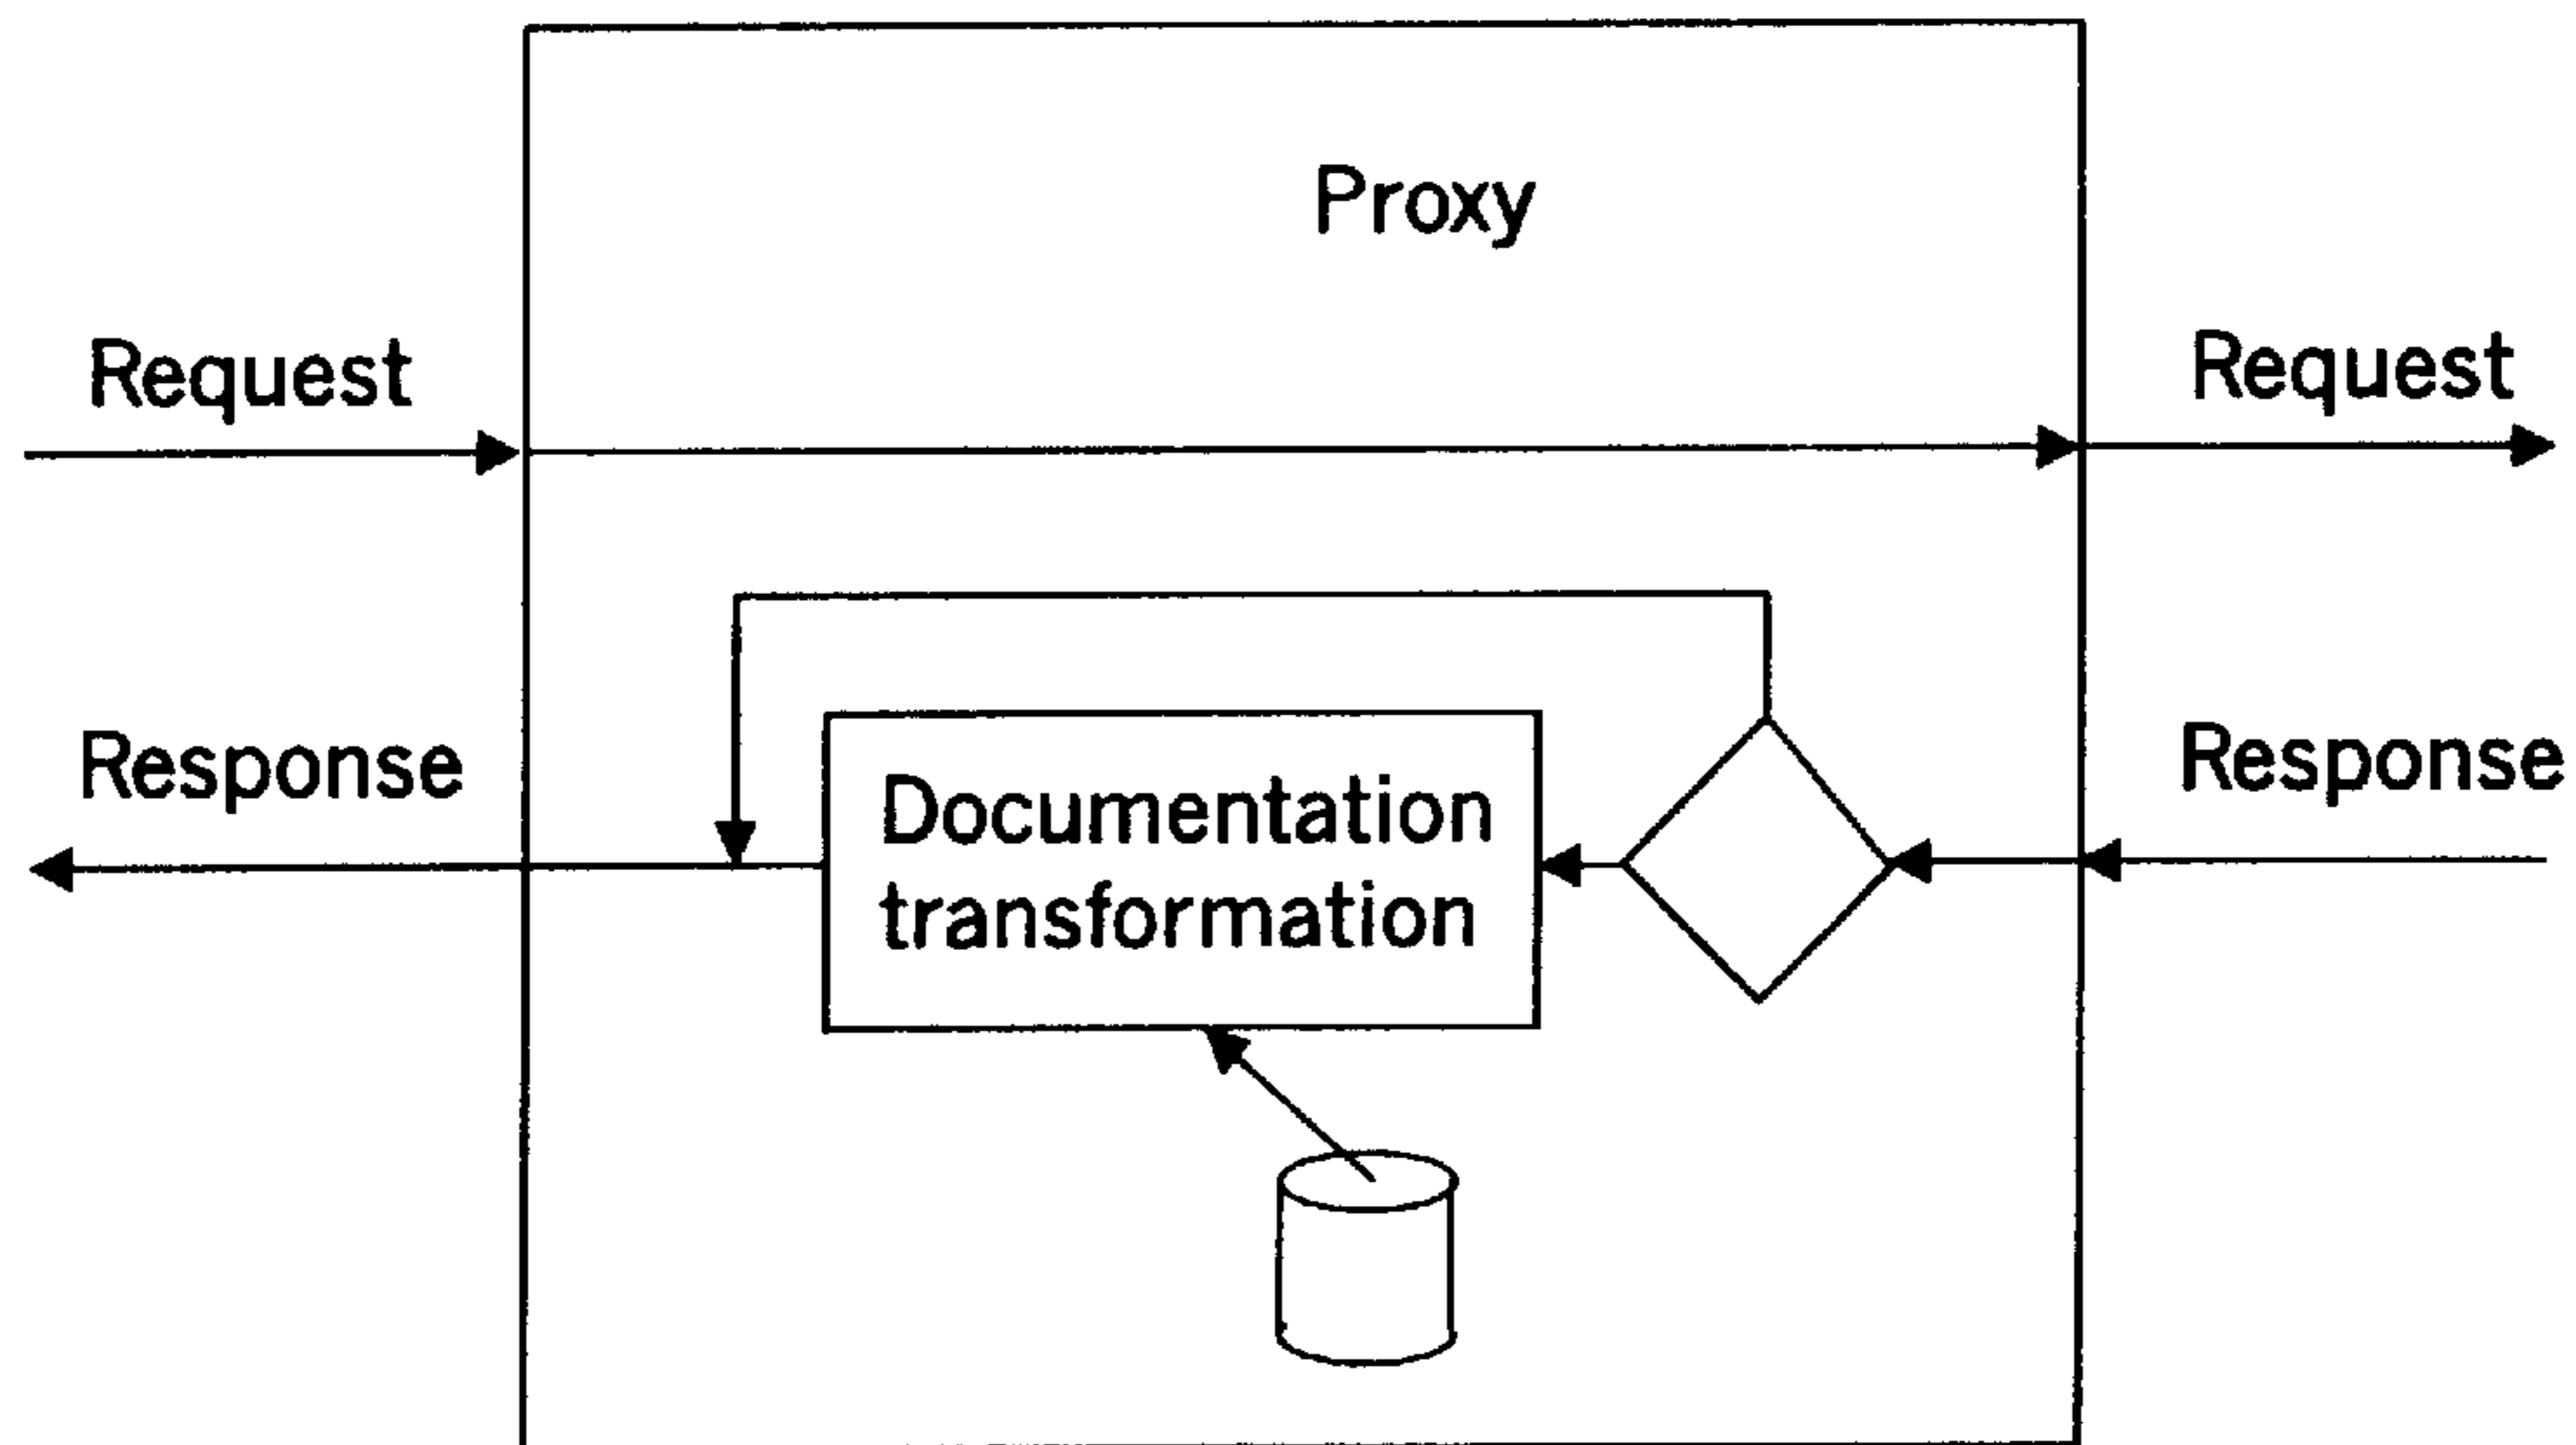 Proxy
Request
Request
Response
Response
Documentation
transformation